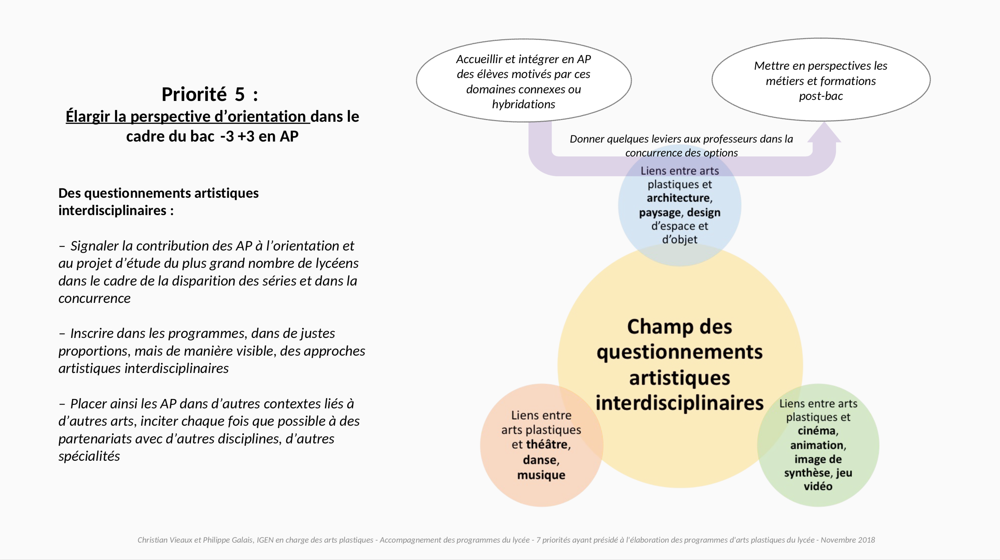 Priorité 5 :
Élargir la perspective d’orientation dans le
cadre du bac -3 +3 en AP
Des questionnements artistiques
interdisciplinaires :
– Signaler la contribution des AP à l’orientation et
au projet d’étude du plus grand nombre de lycéens
dans le cadre de la disparition des séries et dans la
concurrence
– Inscrire dans les programmes, dans de justes
proportions, mais de manière visible, des approches
artistiques interdisciplinaires
– Placer ainsi les AP dans d’autres contextes liés à
d’autres arts, inciter chaque fois que possible à des
partenariats avec d’autres disciplines, d’autres
spécialités
Accueillir et intégrer en AP
des élèves motivés par ces
domaines connexes ou
hybridations
Mettre en perspectives les
métiers et formations
post-bac
Donner quelques leviers aux professeurs dans la
concurrence des options
Liens entre arts
plastiques et
architecture,
paysage, design
d’espace et
d’objet
Champ des
questionnements
artistiques
interdisciplinaires
Liens entre
arts plastiques
et théâtre,
danse,
musique
Liens entre arts
plastiques et
cinéma,
animation,
image de
synthèse, jeu
vidéo
Christian Vieaux et Philippe Galais, IGEN en charge des arts plastiques - Accompagnement des programmes du lycée - 7 priorités ayant présidé à l'élaboration des programmes d'arts plastiques du lycée - Novembre 2018